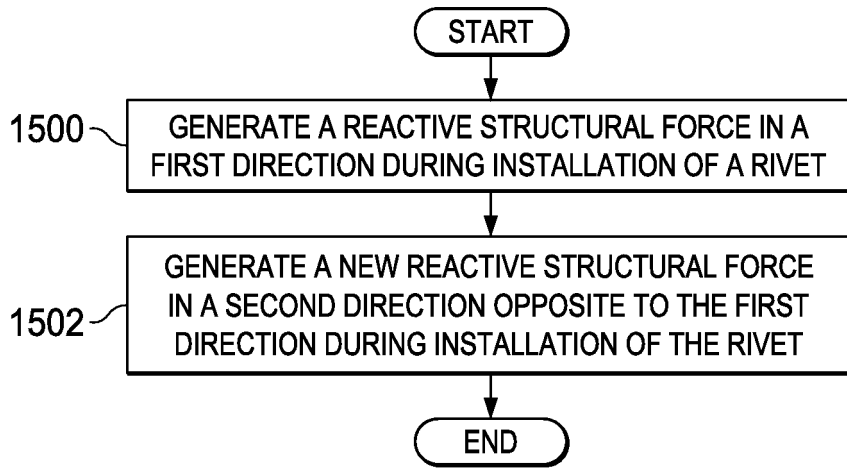 START
1500
GENERATE A REACTIVE STRUCTURAL FORCE IN A
FIRST DIRECTION DURING INSTALLATION OF A RIVET
1502
GENERATE A NEW REACTIVE STRUCTURAL FORCE
IN A SECOND DIRECTION OPPOSITE TO THE FIRST
DIRECTION DURING INSTALLATION OF THE RIVET
END